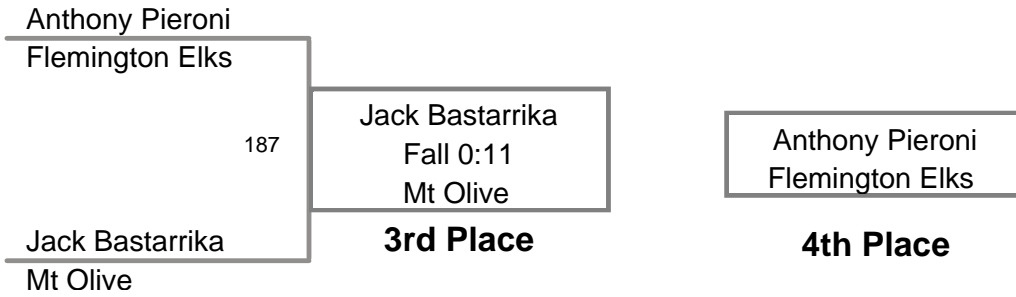 Anthony Pieroni
Flemington Elks
187
Jack Bastarrika
Mt Olive
Jack Bastarrika
Fall 0:11
Mt Olive
3rd Place
Anthony Pieroni
Flemington Elks
4th Place